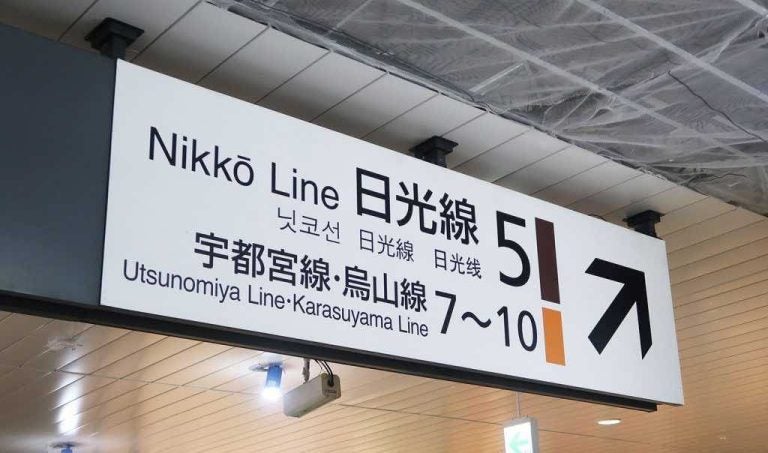 Nikkō Line 日光線 5
닛코선 日光線 日光线
宇都宮線・烏山線 7～10
Utsunomiya Line・Karasuyama Line